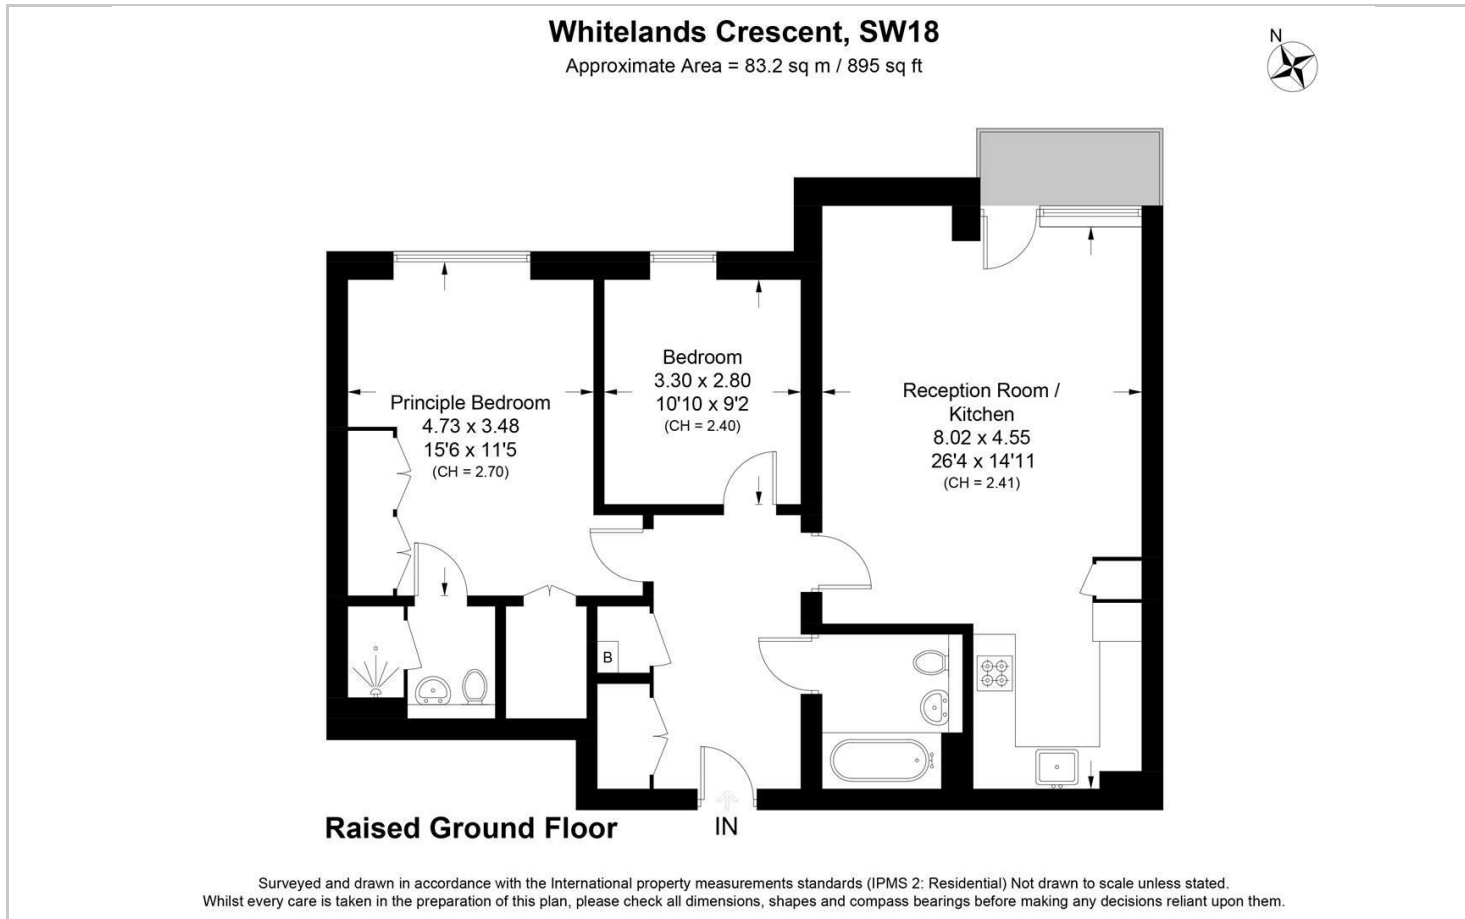 Whitelands Crescent, SW18
Approximate Area = 83.2 sq m / 895 sq ft
N
Principle Bedroom
4.73 x 3.48
15'6 x 11'5
(CH = 2.70)
Bedroom
3.30 x 2.80
10'10 x 9'2
(CH = 2.40)
Reception Room /
Kitchen
8.02 x 4.55
26'4 x 14'11
(CH = 2.41)
B
IN
Raised Ground Floor
Surveyed and drawn in accordance with the International property measurements standards (IPMS 2: Residential) Not drawn to scale unless stated.
Whilst every care is taken in the preparation of this plan, please check all dimensions, shapes and compass bearings before making any decisions reliant upon them.